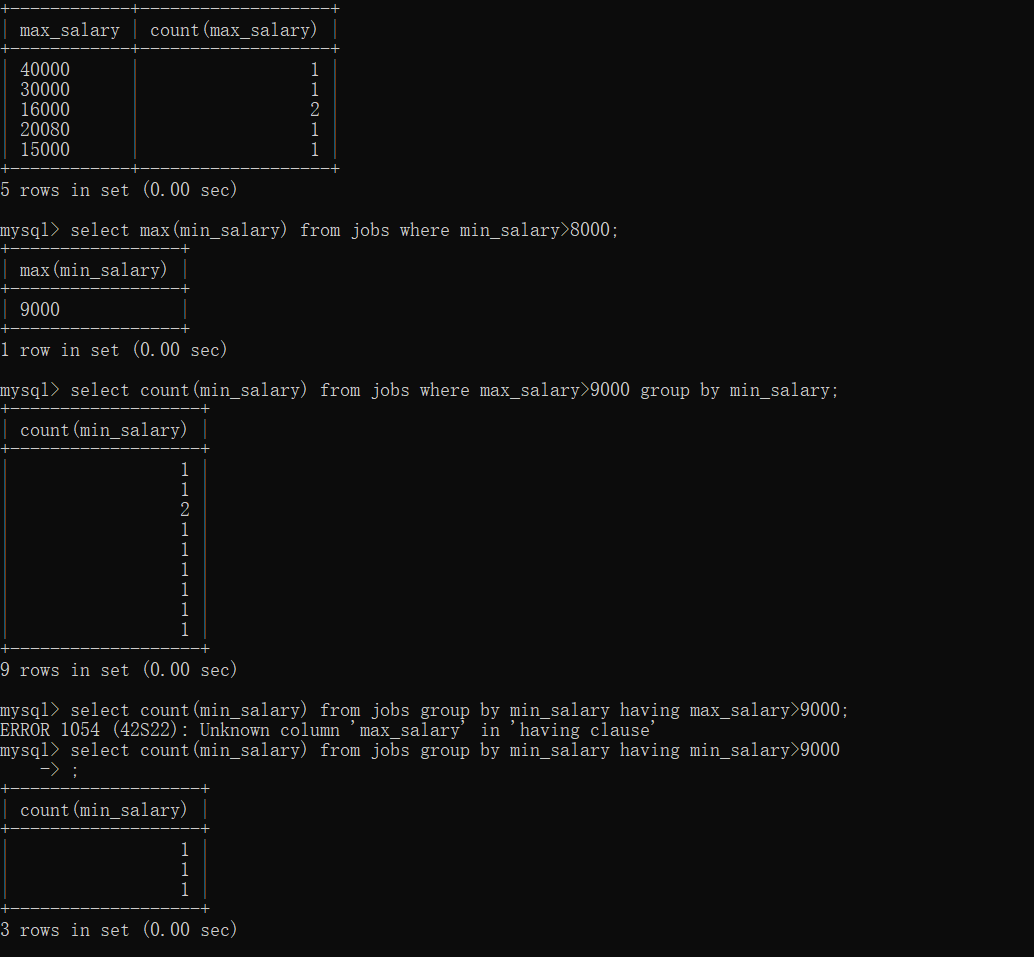 +------------+-------------------+
| max_salary | count(max_salary) |
+------------+-------------------+
| 40000      |                 1 |
| 30000      |                 1 |
| 16000      |                 2 |
| 20080      |                 1 |
| 15000      |                 1 |
+------------+-------------------+
5 rows in set (0.00 sec)
mysql> select max(min_salary) from jobs where min_salary>8000;
+-----------------+
| max(min_salary) |
+-----------------+
| 9000            |
+-----------------+
1 row in set (0.00 sec)
mysql> select count(min_salary) from jobs where max_salary>9000 group by min_salary;
+-------------------+
| count(min_salary) |
+-------------------+
|                 1 |
|                 1 |
|                 2 |
|                 1 |
|                 1 |
|                 1 |
|                 1 |
|                 1 |
|                 1 |
+-------------------+
9 rows in set (0.00 sec)
mysql> select count(min_salary) from jobs group by min_salary having max_salary>9000;
ERROR 1054 (42S22): Unknown column 'max_salary' in 'having clause'
mysql> select count(min_salary) from jobs group by min_salary having min_salary>9000
    -> ;
+-------------------+
| count(min_salary) |
+-------------------+
|                 1 |
|                 1 |
|                 1 |
+-------------------+
3 rows in set (0.00 sec)